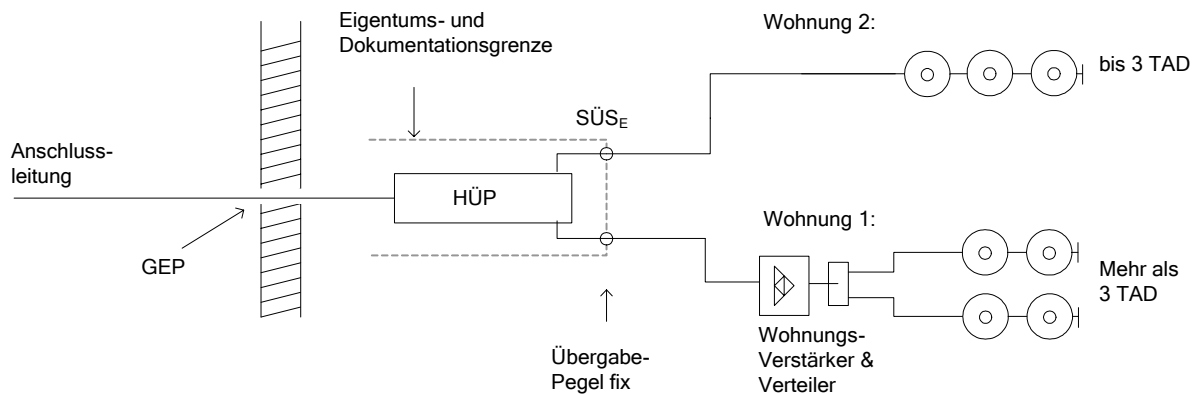 Eigentums- und
Dokumentationsgrenze
Wohnung 2:
bis 3 TAD
SÜSE
Anschluss-
leitung
HÜP
GEP
Wohnung 1:
Mehr als
3 TAD
Übergabe-
Pegel fix
Wohnungs-
Verstärker &
Verteiler